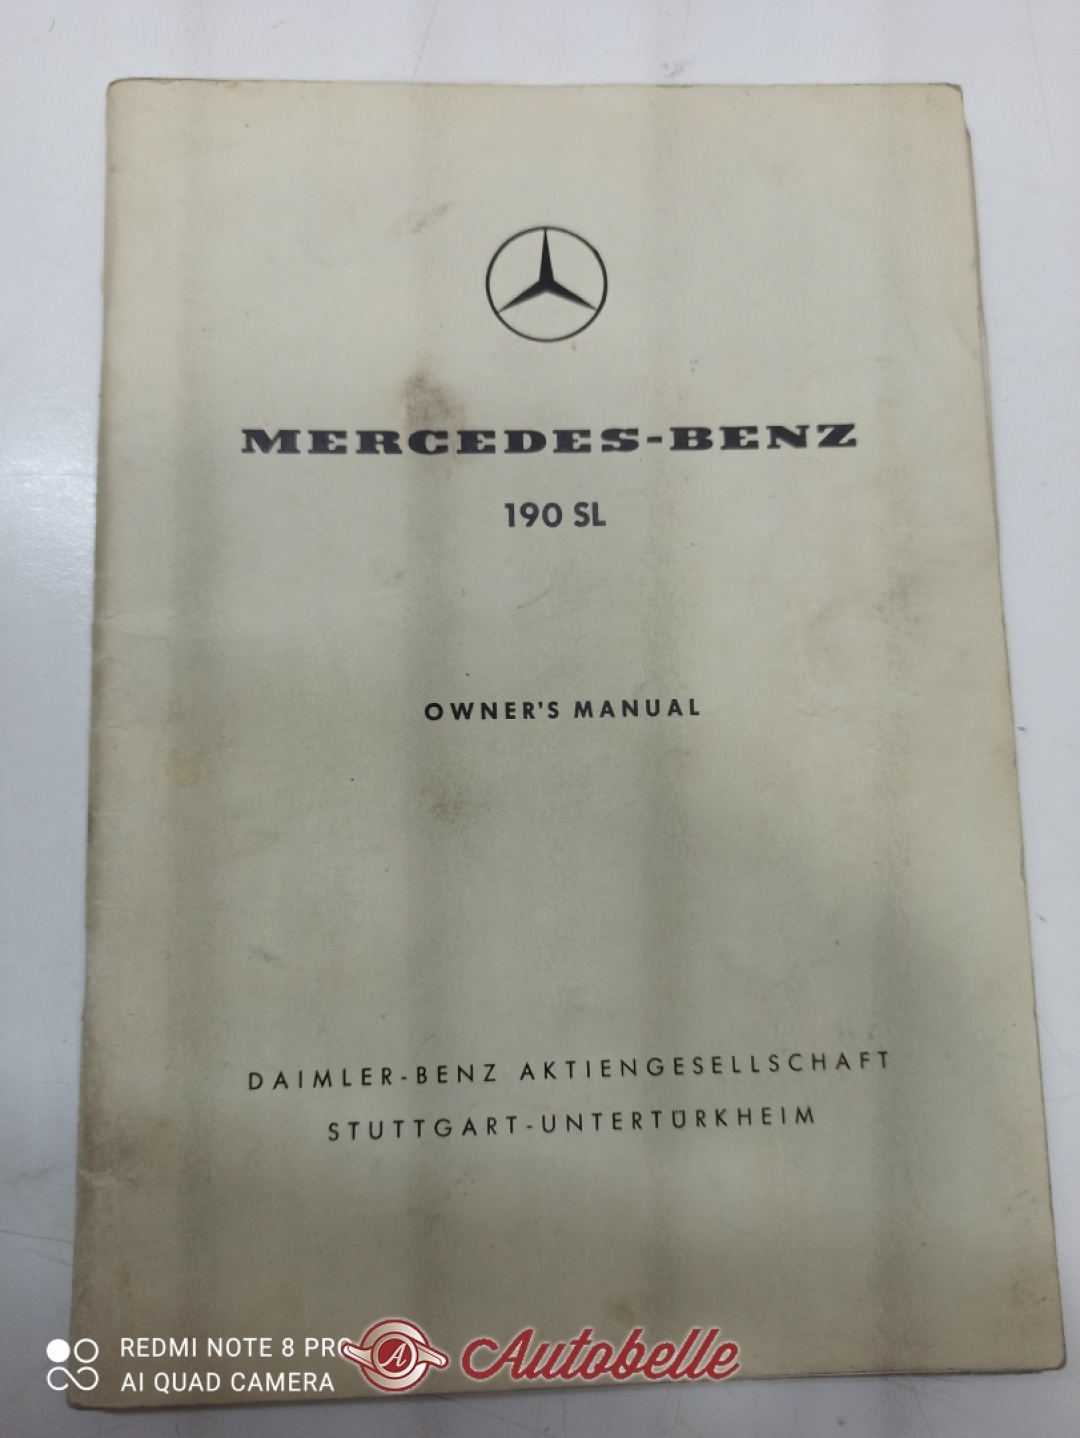 MERCEDES-BENZ
190 SL
OWNER'S MANUAL
DAIMLER-BENZ AKTIENGESELLSCHAFT
STUTTGART-UNTERTÜRKHEIM
REDMI NOTE 8 PRO
AI QUAD CAMERA
A Autobelle